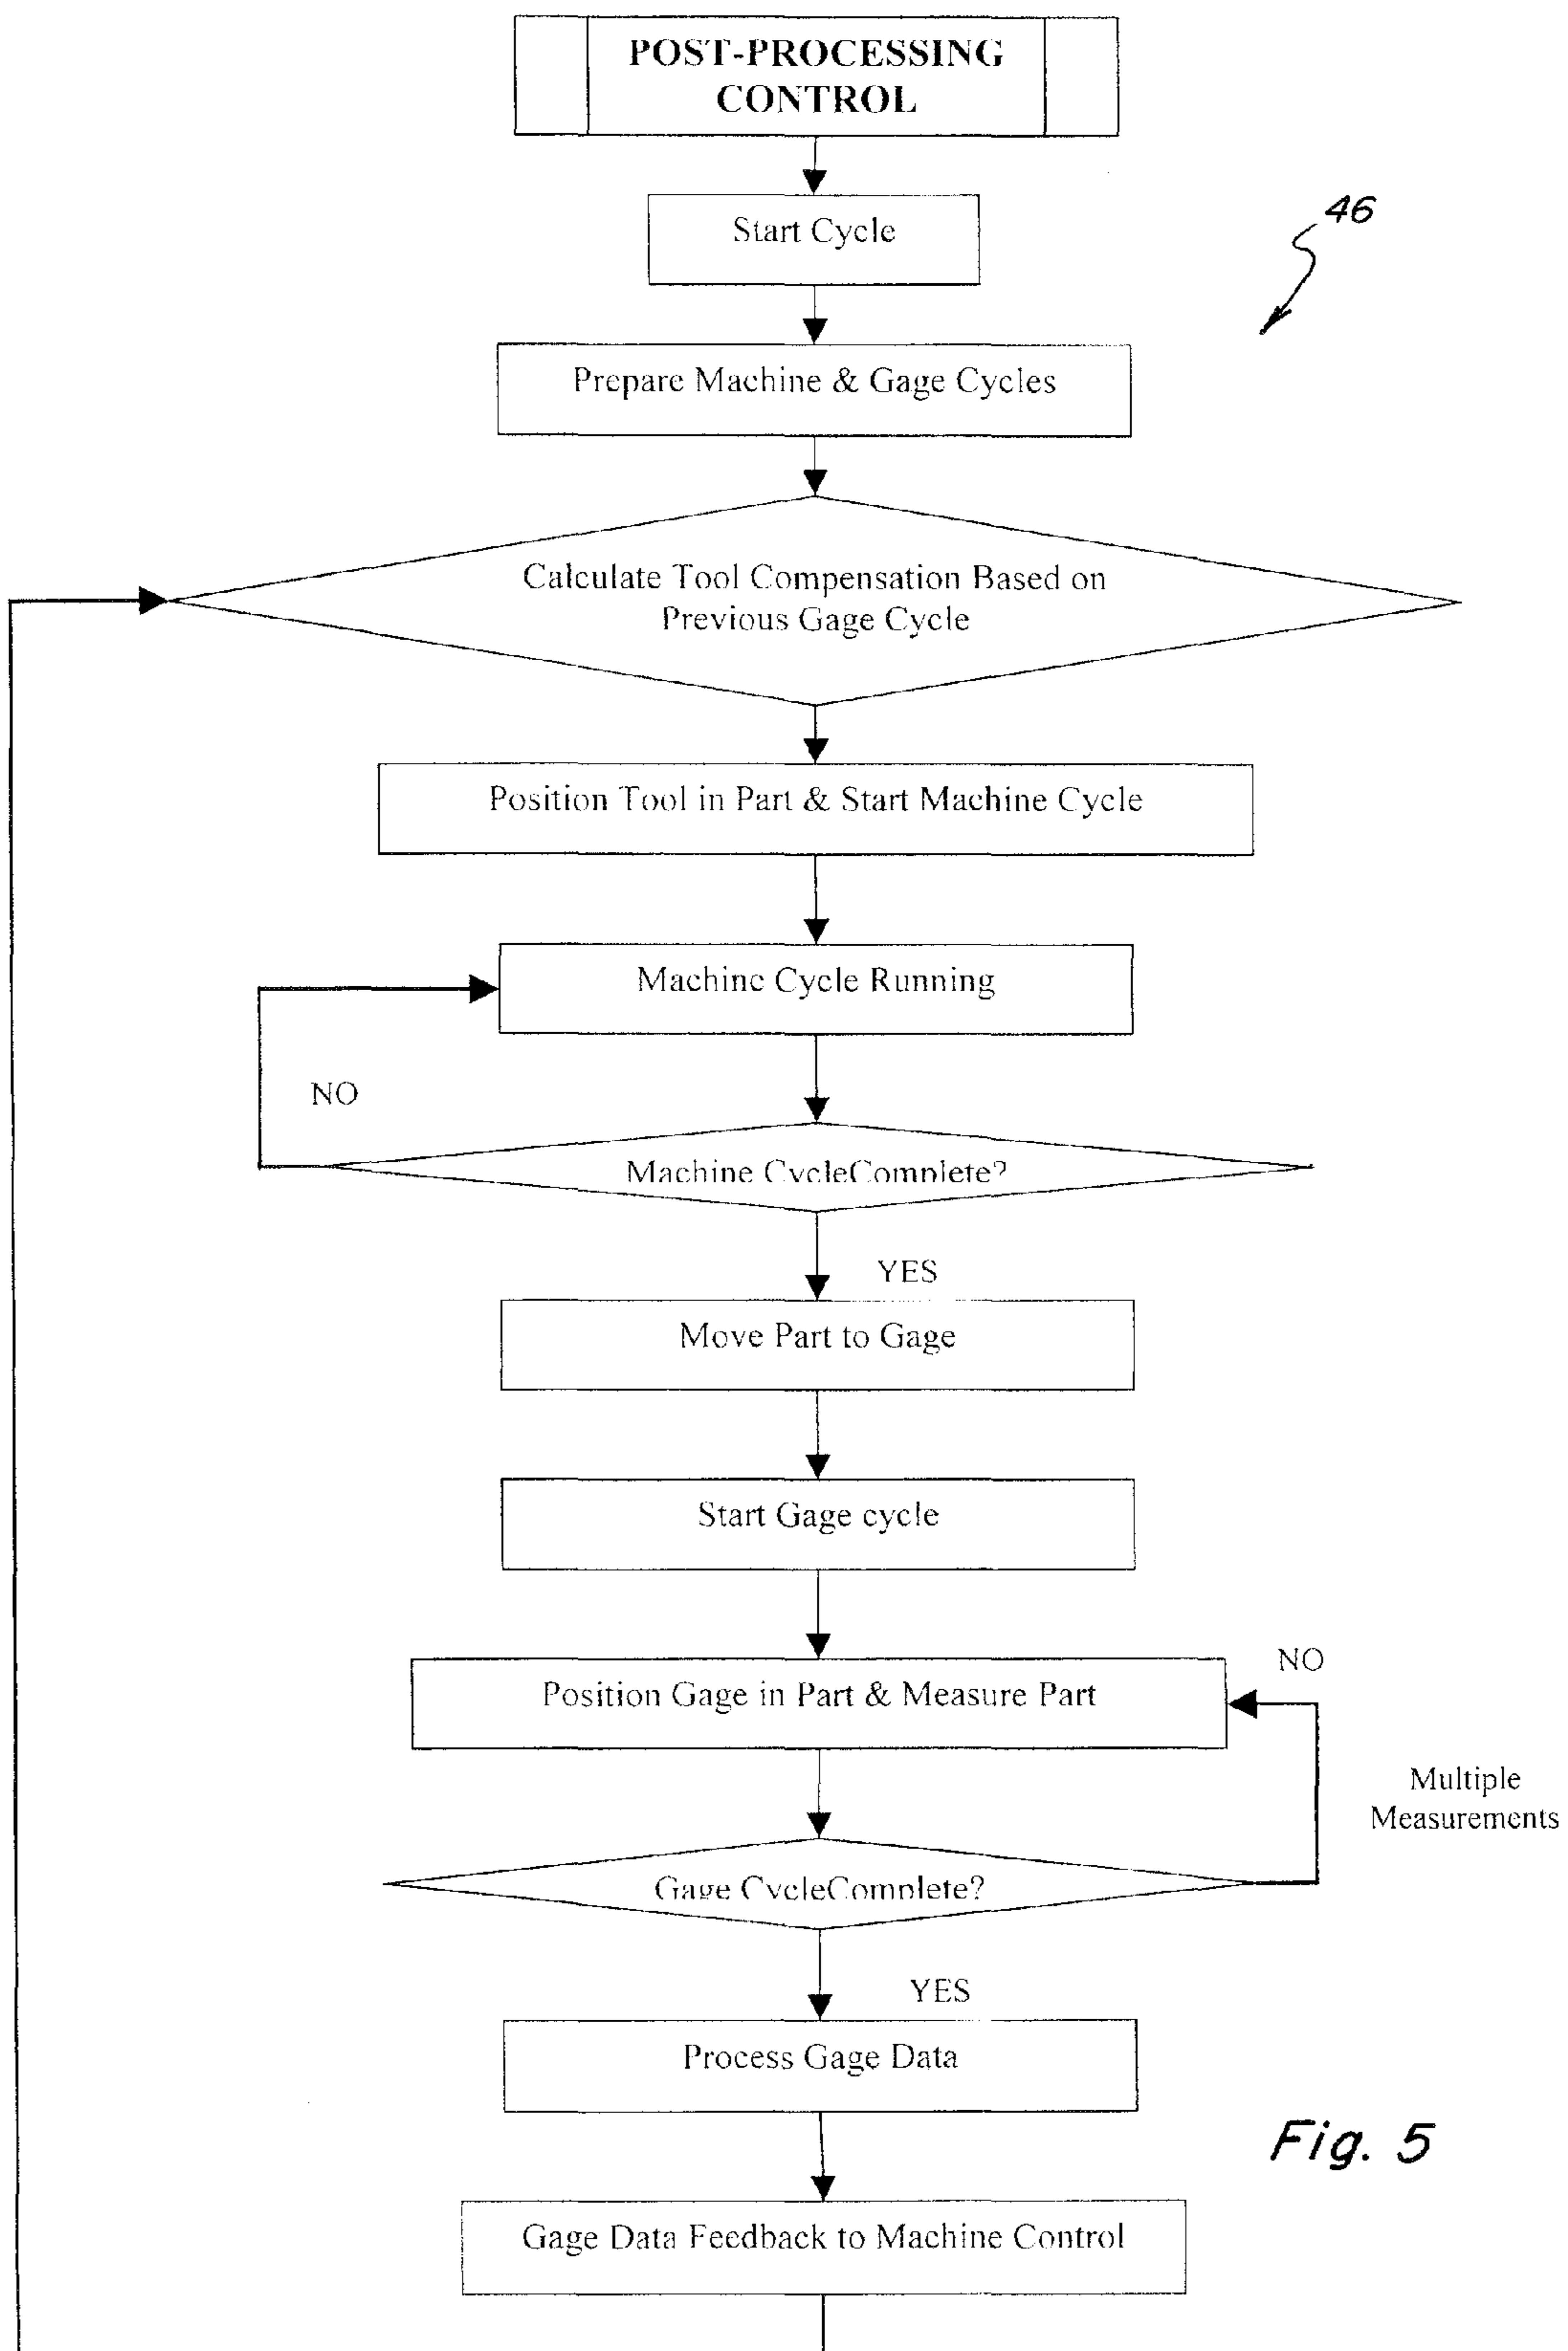 POST-PROCESSING
CONTROL
Start Cycle
46
Prepare Machine & Gage Cycles
Calculate Tool Compensation Based on
Previous Gage Cycle
Position Tool in Part & Start Machine Cycle
Machine Cycle Running
NO
Machine CycleComplete?
YES
Move Part to Gage
Start Gage cycle
NO
Position Gage in Part & Measure Part
Multiple
Measurements
Gage CycleComplete?
YES
Process Gage Data
Fig. 5
Gage Data Feedback to Machine Control